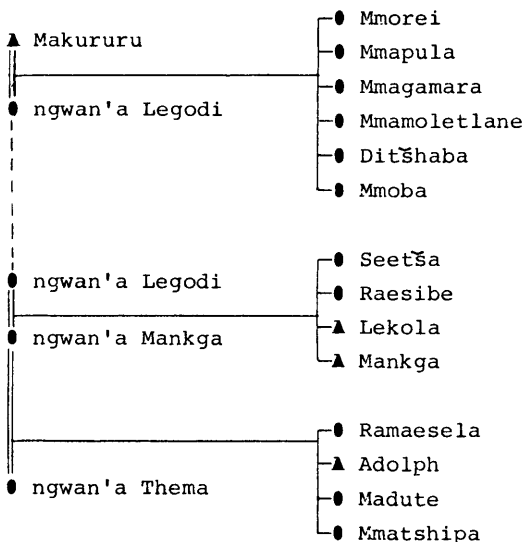 Makururu
ngwan'a Legodi
Mmorei
Mmapula
Mmagamara
Mmamoletlane
Ditšhaba
Mmoba
ngwan'a Legodi
ngwan'a Mankga
Seetša
Raesibe
Lekola
Mankga
ngwan'a Thema
Ramaesela
Adolph
Madute
Mmatshipa